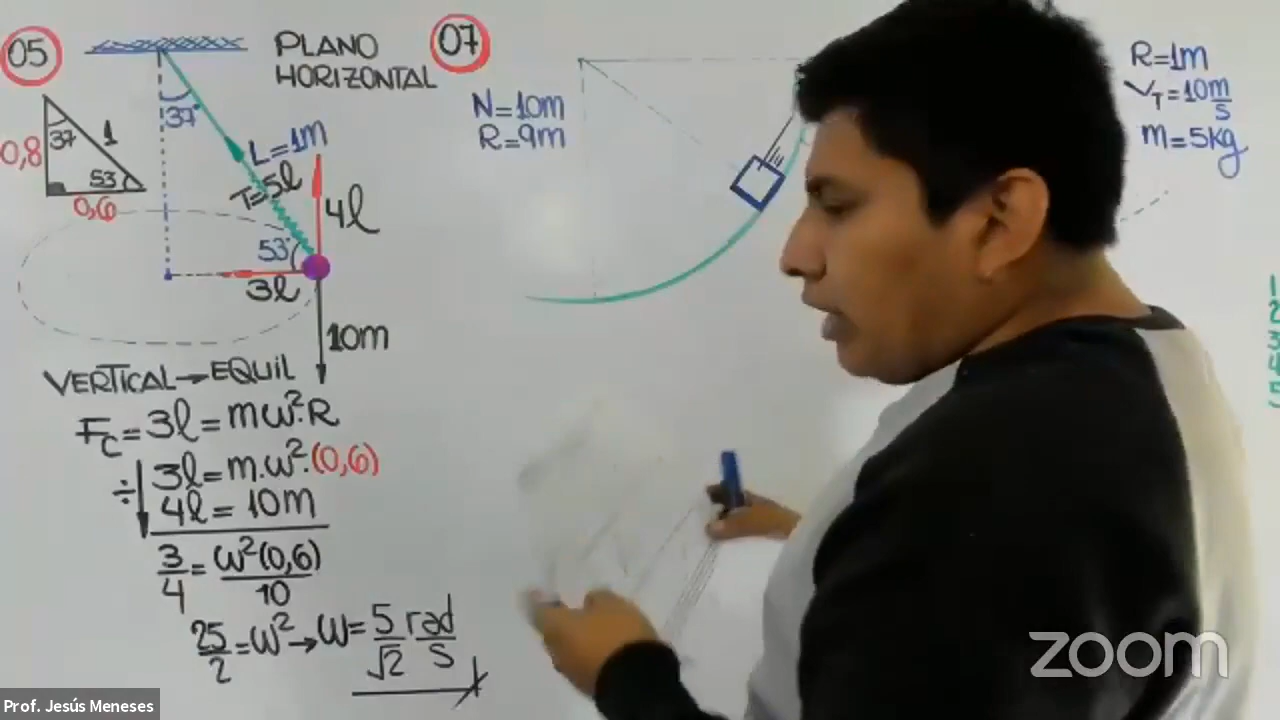 05
PLANO
HORIZONTAL
37°
L=1m
T=5l
4l
53°
3l
10m
37
1
0,8
53
0,6
VERTICAL→EQUIL
Fc=3l=mω².R
÷
3l=m.ω².(0,6)
4l=10m
3/4=ω²(0,6)/10
25/2=ω²→ω=5/√2 rad/s
07
N=10m
R=9m
R=1m
VT=10m/s
m=5kg
zoom
Prof. Jesús Meneses